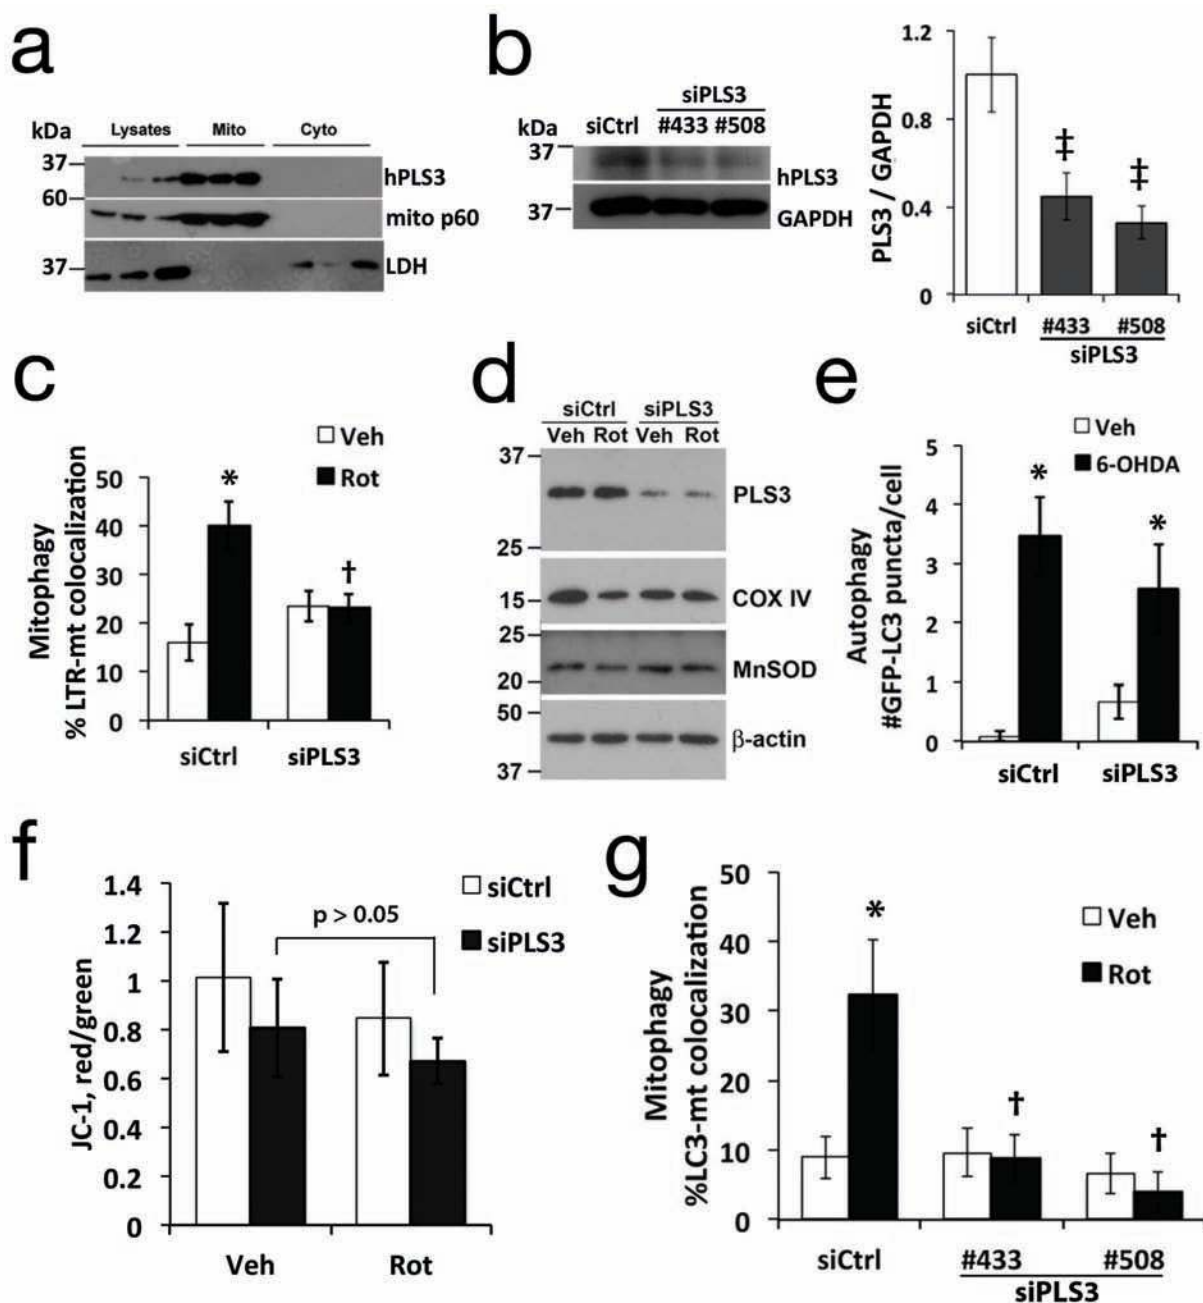 a
kDa Lysates Mito Cyto
37
hPLS3
60
mito p60
37
LDH
b
siPLS3
kDa siCtrl #433 #508
37
hPLS3
37
GAPDH
PLS3 / GAPDH
1.2
0.8
0.4
0
‡
‡
siCtrl #433 #508
siPLS3
c
Mitophagy
% LTR-mt colocalization
Veh
Rot
50
40
30
20
10
0
*
†
siCtrl siPLS3
d
siCtrl siPLS3
Veh Rot Veh Rot
37
PLS3
25
15
COX IV
25
MnSOD
20
50
β-actin
37
e
Autophagy
#GFP-LC3 puncta/cell
Veh
6-OHDA
5
4
3
2
1
0
*
*
siCtrl siPLS3
f
JC-1, red/green
1.4
1.2
1
0.8
0.6
0.4
0.2
0
siCtrl
siPLS3
p > 0.05
Veh Rot
g
Mitophagy
%LC3-mt colocalization
50
40
30
20
10
0
*
†
†
Veh
Rot
siCtrl #433 #508
siPLS3